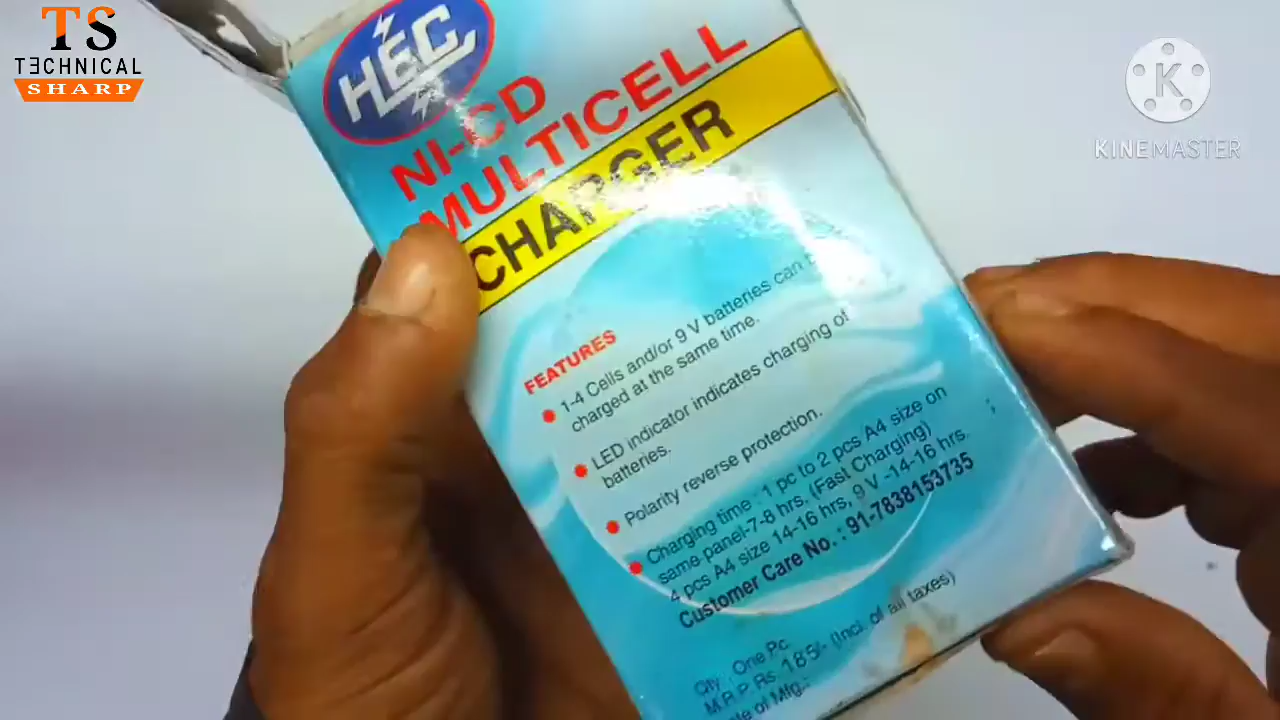 TS
TECHNICAL
SHARP
K
KINEMASTER
HEC
NI-CD
MULTICELL
CHARGER
FEATURES
1-4 Cells and/or 9 V batteries can
charged at the same time.
LED indicator indicates charging of
batteries.
Polarity reverse protection.
Charging time : 1 pc to 2 pcs A4 size on
same panel-7-8 hrs. (Fast Charging)
4 pcs A4 size 14-16 hrs, 9 V -14-16 hrs.
Customer Care No. : 91-7838153735
Qty : One Pc
M.R.P. Rs. 185/- (Incl. of all taxes)
of Mfg.: